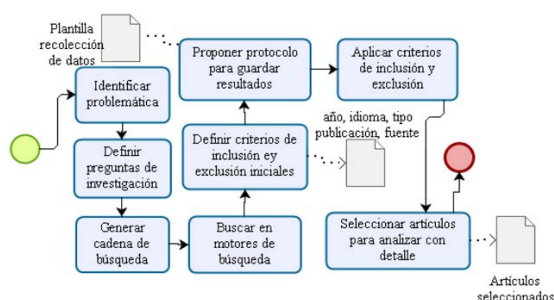 Plantilla
recolección
de datos
Identificar
problemática
Definir
preguntas de
investigación
Generar
cadena de
búsqueda
Buscar en
motores de
búsqueda
Definir criterios de
inclusión ey
exclusión iniciales
año, idioma, tipo
publicación, fuente
Proponer protocolo
para guardar
resultados
Aplicar criterios
de inclusión y
exclusión
Seleccionar artículos
para analizar con
detalle
Artículos
seleccionados